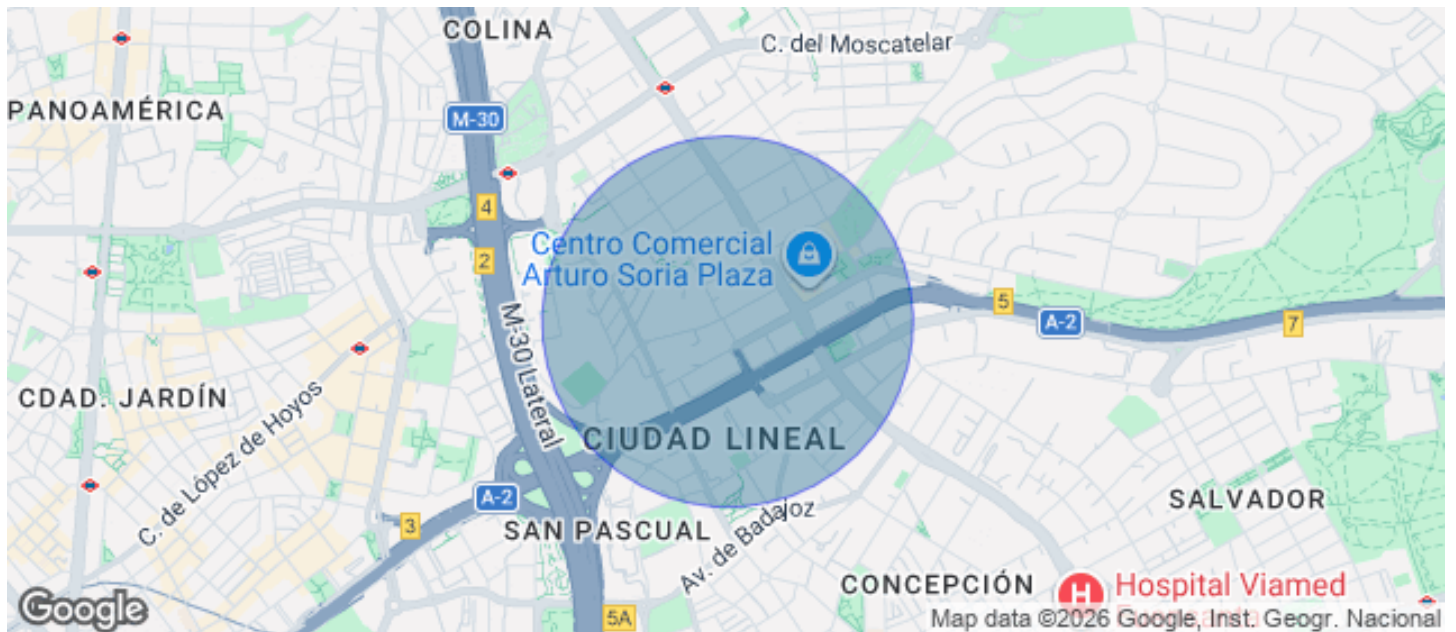 COLINA
C. del Moscatelar
PANOAMÉRICA
M-30
4
2
Centro Comercial
Arturo Soria Plaza
5
A-2
7
M-30 Lateral
CDAD. JARDÍN
C. de López de Hoyos
CIUDAD LINEAL
A-2
3
SAN PASCUAL
Av. de Badajoz
SALVADOR
CONCEPCIÓN
H
Hospital Viamed
5A
Google
Map data ©2026 Google, Inst. Geogr. Nacional